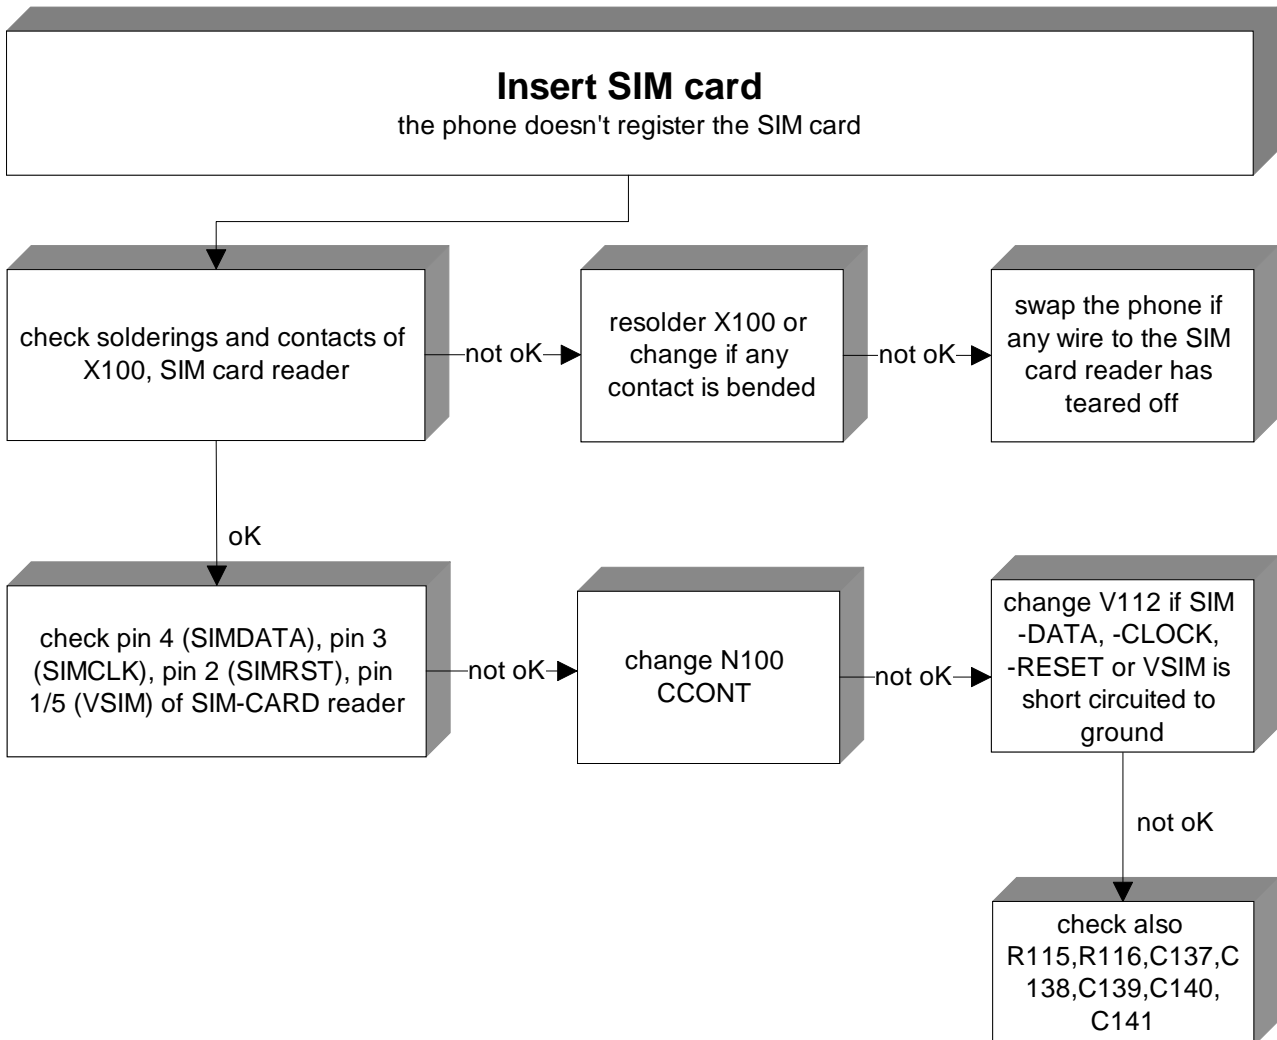 Insert SIM card
the phone doesn't register the SIM card
check solderings and contacts of
X100, SIM card reader
not oK
resolder X100 or
change if any
contact is bended
not oK
swap the phone if
any wire to the SIM
card reader has
teared off
oK
check pin 4 (SIMDATA), pin 3
(SIMCLK), pin 2 (SIMRST), pin
1/5 (VSIM) of SIM-CARD reader
not oK
change N100
CCONT
not oK
change V112 if SIM
-DATA, -CLOCK,
-RESET or VSIM is
short circuited to
ground
not oK
check also
R115,R116,C137,C
138,C139,C140,
C141